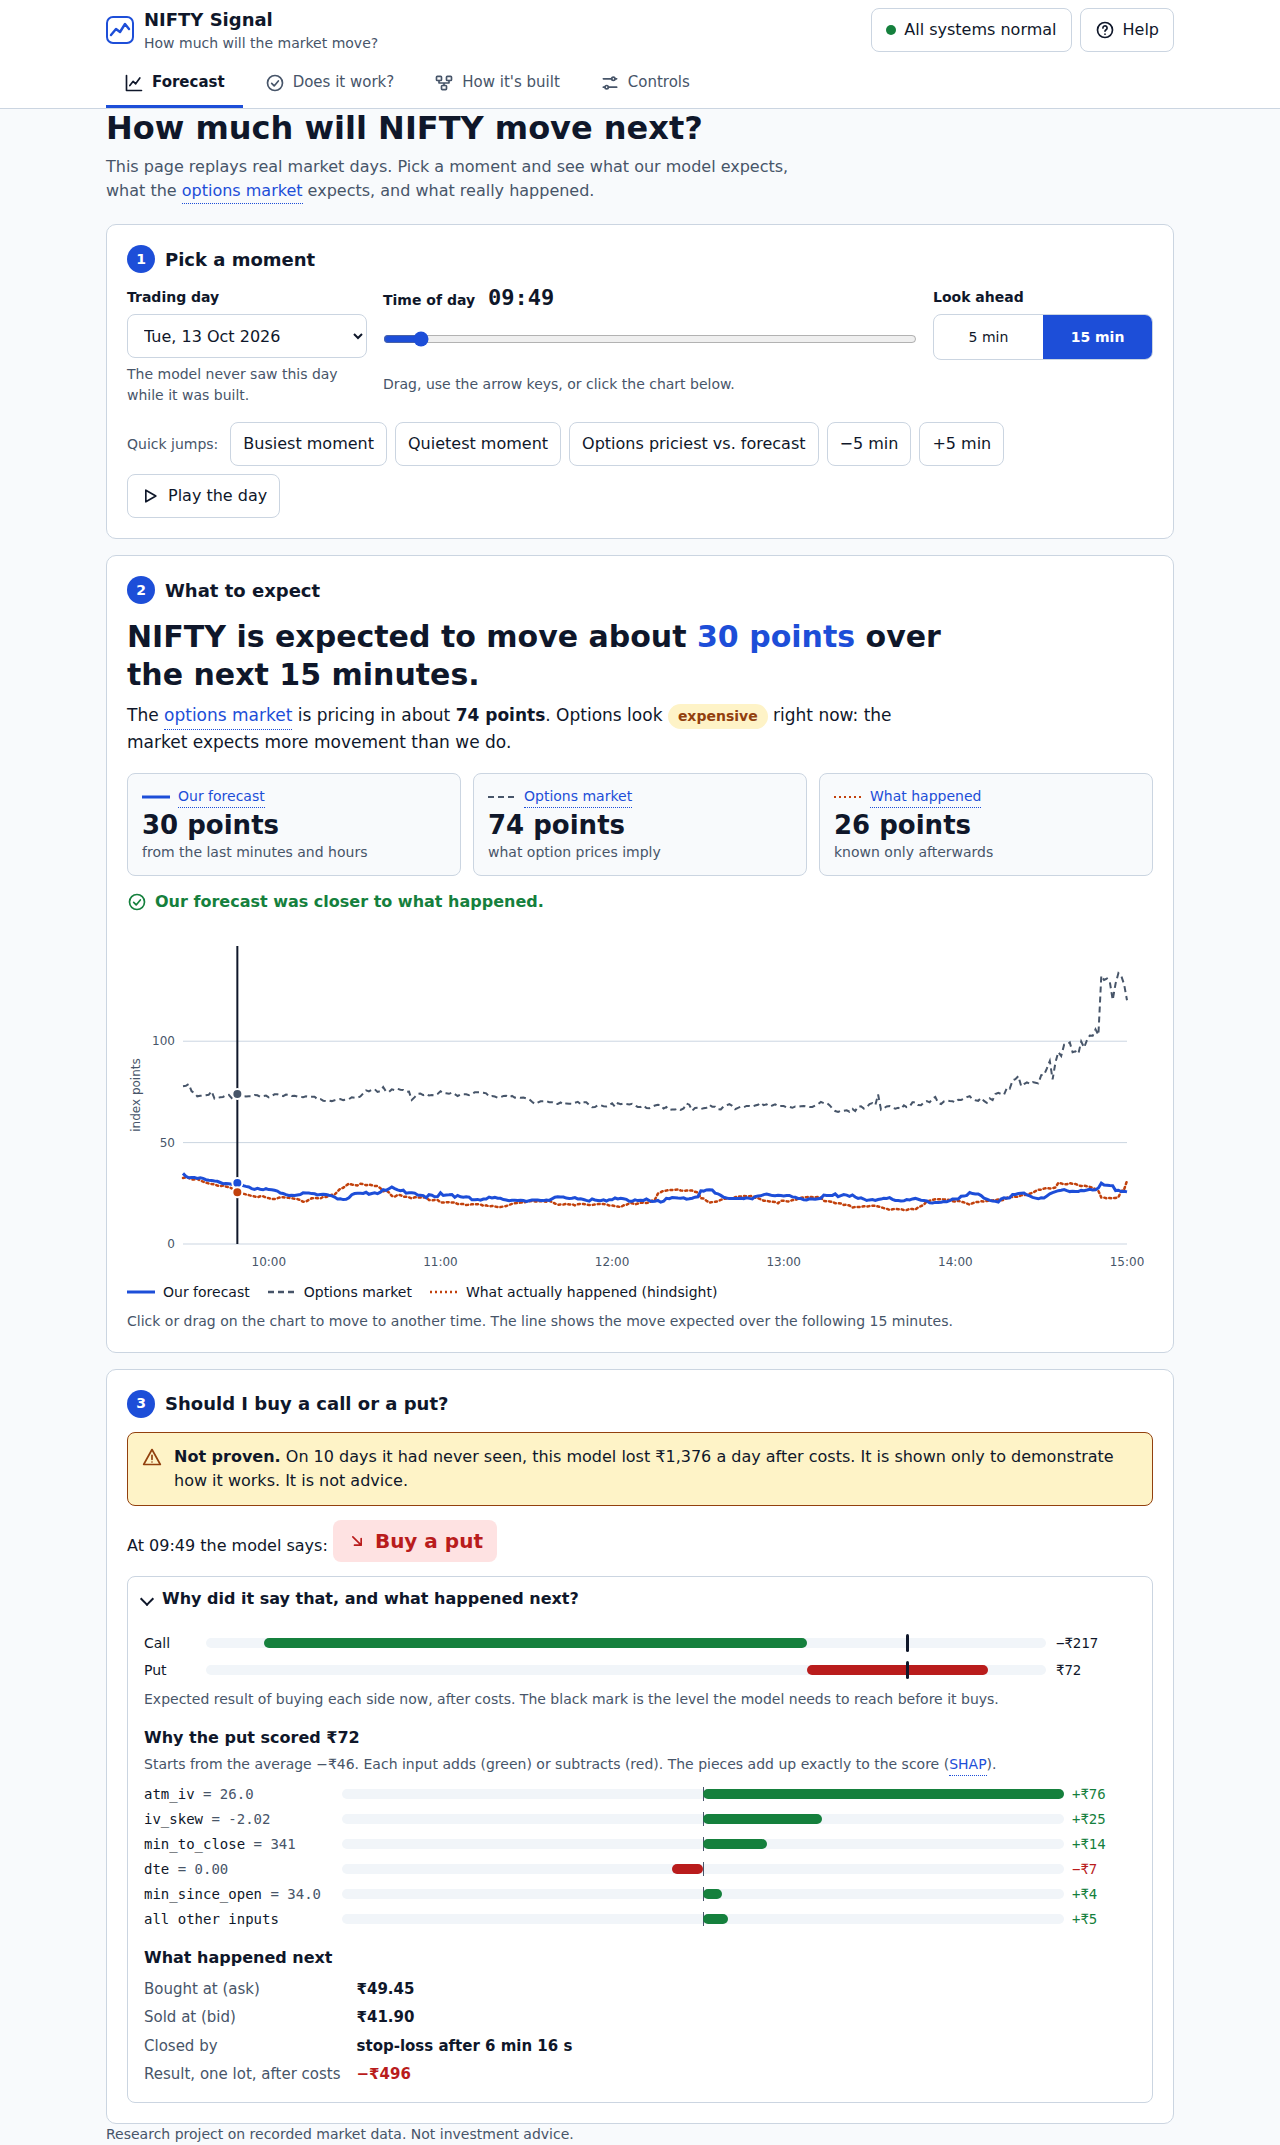 NIFTY Signal
How much will the market move?
All systems normal
Help
Forecast
Does it work?
How it's built
Controls
How much will NIFTY move next?
This page replays real market days. Pick a moment and see what our model expects,
what the options market expects, and what really happened.
1 Pick a moment
Trading day
Time of day 09:49
Look ahead
Tue, 13 Oct 2026
5 min
15 min
The model never saw this day
while it was built.
Drag, use the arrow keys, or click the chart below.
Quick jumps:
Busiest moment
Quietest moment
Options priciest vs. forecast
−5 min
+5 min
Play the day
2 What to expect
NIFTY is expected to move about 30 points over
the next 15 minutes.
The options market is pricing in about 74 points. Options look expensive right now: the
market expects more movement than we do.
Our forecast
30 points
from the last minutes and hours
Options market
74 points
what option prices imply
What happened
26 points
known only afterwards
Our forecast was closer to what happened.
index points
100
50
0
10:00
11:00
12:00
13:00
14:00
15:00
Our forecast
Options market
What actually happened (hindsight)
Click or drag on the chart to move to another time. The line shows the move expected over the following 15 minutes.
3 Should I buy a call or a put?
Not proven. On 10 days it had never seen, this model lost ₹1,376 a day after costs. It is shown only to demonstrate
how it works. It is not advice.
At 09:49 the model says: Buy a put
Why did it say that, and what happened next?
Call −₹217
Put ₹72
Expected result of buying each side now, after costs. The black mark is the level the model needs to reach before it buys.
Why the put scored ₹72
Starts from the average −₹46. Each input adds (green) or subtracts (red). The pieces add up exactly to the score (SHAP).
atm_iv = 26.0 +₹76
iv_skew = -2.02 +₹25
min_to_close = 341 +₹14
dte = 0.00 −₹7
min_since_open = 34.0 +₹4
all other inputs +₹5
What happened next
Bought at (ask) ₹49.45
Sold at (bid) ₹41.90
Closed by stop-loss after 6 min 16 s
Result, one lot, after costs −₹496
Research project on recorded market data. Not investment advice.